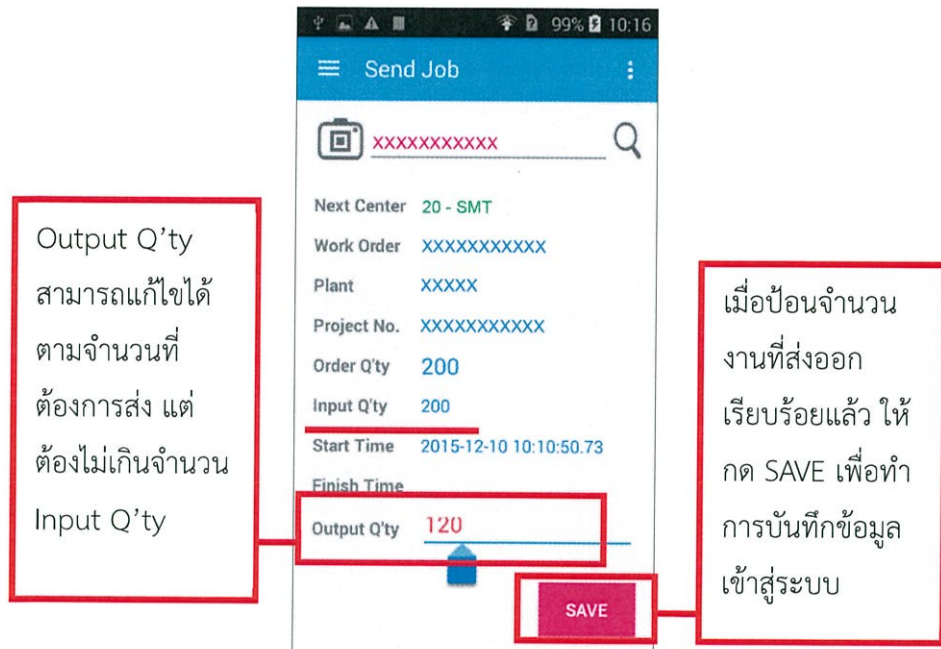 99% 10:16
Send Job
xxxxxxxxxxx
Next Center 20 - SMT
Work Order XXXXXXXXXXX
Plant XXXXX
Project No. XXXXXXXXXXX
Order Q'ty 200
Input Q'ty 200
Start Time 2015-12-10 10:10:50.73
Finish Time
Output Q'ty 120
SAVE
Output Q'ty
สามารถแก้ไขได้
ตามจำนวนที่
ต้องการส่ง แต่
ต้องไม่เกินจำนวน
Input Q'ty
เมื่อป้อนจำนวน
งานที่ส่งออก
เรียบร้อยแล้ว ให้
กด SAVE เพื่อทำ
การบันทึกข้อมูล
เข้าสู่ระบบ